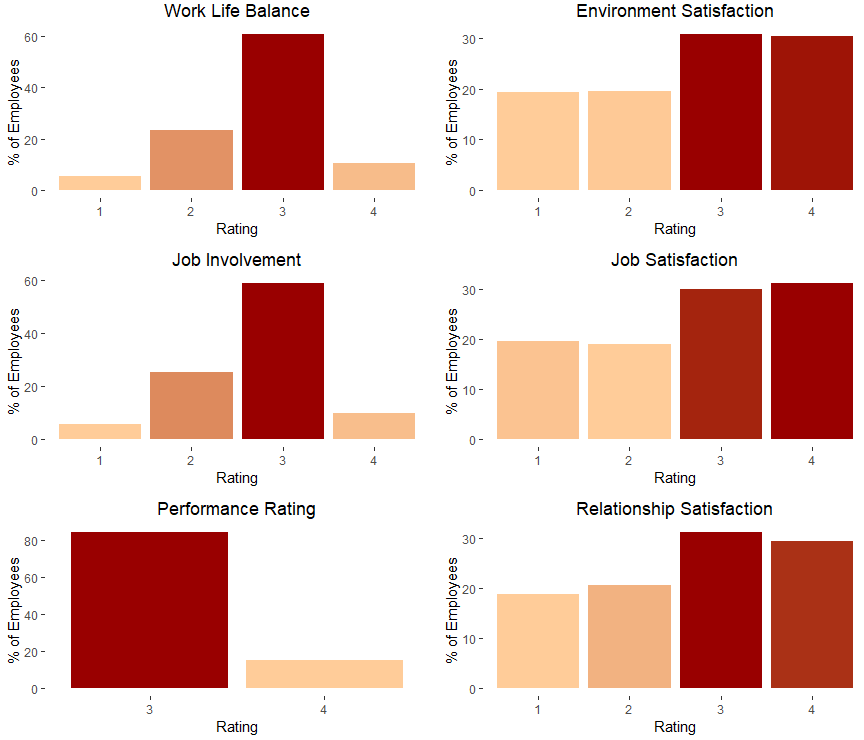 Work Life Balance
% of Employees
60
40
20
0
1 2 3 4
Rating
Environment Satisfaction
% of Employees
30
20
10
0
1 2 3 4
Rating
Job Involvement
% of Employees
60
40
20
0
1 2 3 4
Rating
Job Satisfaction
% of Employees
30
20
10
0
1 2 3 4
Rating
Performance Rating
% of Employees
80
60
40
20
0
3 4
Rating
Relationship Satisfaction
% of Employees
30
20
10
0
1 2 3 4
Rating